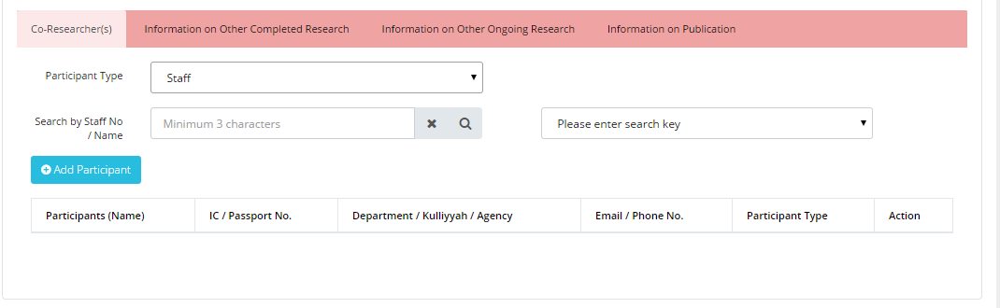 Co-Researcher(s) Information on Other Completed Research Information on Other Ongoing Research Information on Publication
Participant Type Staff
Search by Staff No
/ Name
Minimum 3 characters Please enter search key
Add Participant
Participants (Name) IC / Passport No. Department / Kulliyyah / Agency Email / Phone No. Participant Type Action